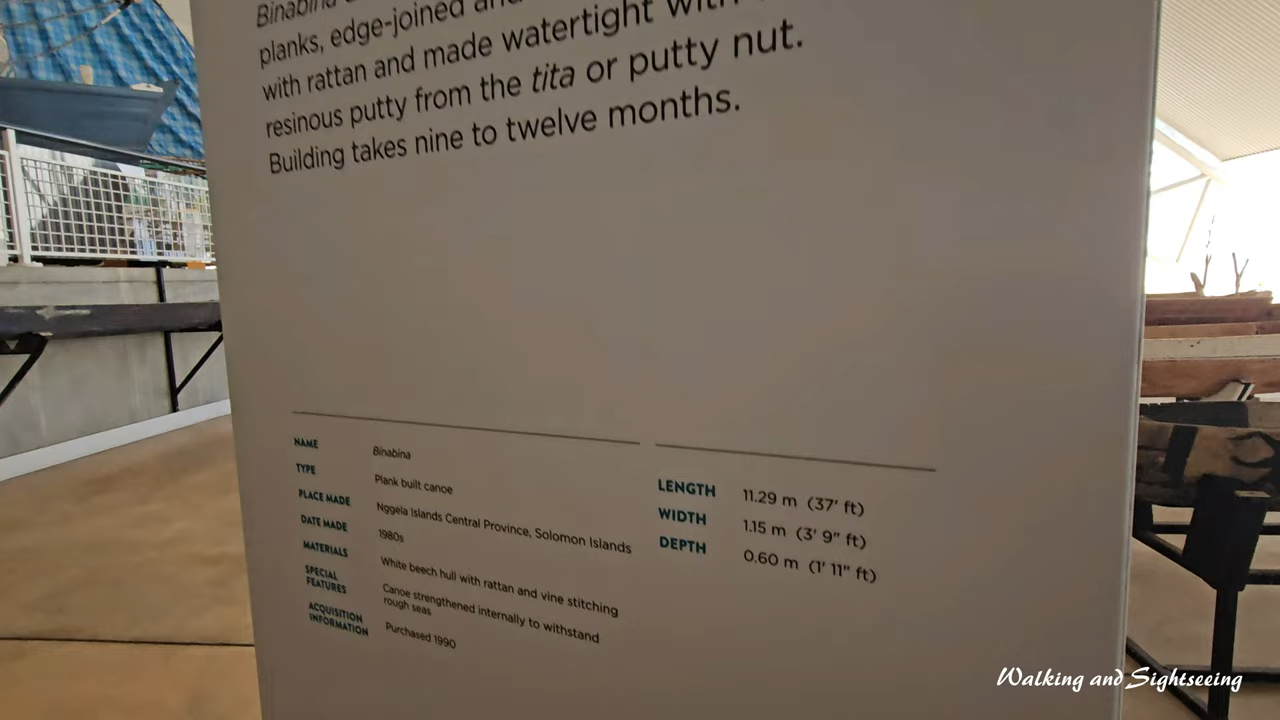 Binabina
planks, edge-joined and
with rattan and made watertight with
resinous putty from the tita or putty nut.
Building takes nine to twelve months.
NAME Binabina
TYPE Plank built canoe
PLACE MADE Nggela Islands Central Province, Solomon Islands
DATE MADE 1980s
MATERIALS White beech hull with rattan and vine stitching
SPECIAL FEATURES Canoe strengthened internally to withstand
rough seas
ACQUISITION INFORMATION Purchased 1990
LENGTH 11.29 m (37' ft)
WIDTH 1.15 m (3' 9" ft)
DEPTH 0.60 m (1' 11" ft)
Walking and Sightseeing